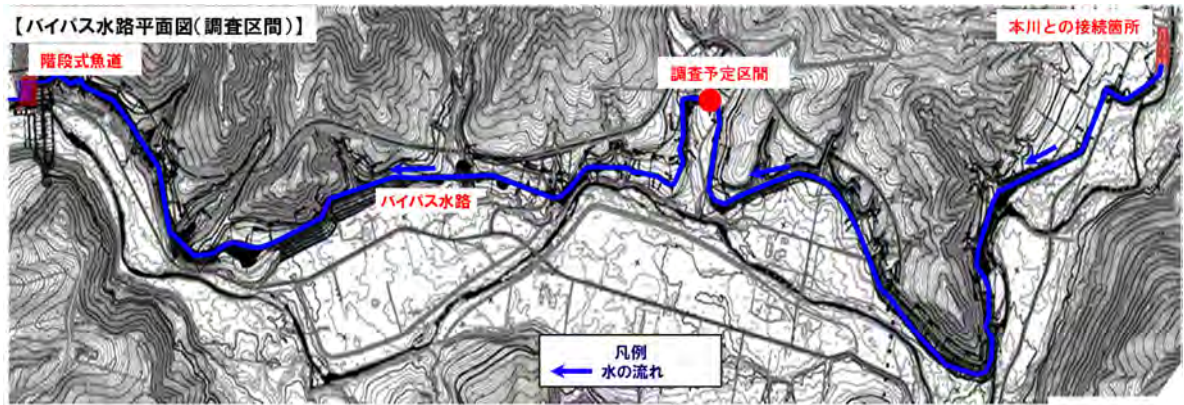 【バイパス水路平面図(調査区間)】
本川との接続箇所
階段式魚道
調査予定区間
バイパス水路
凡例
水の流れ